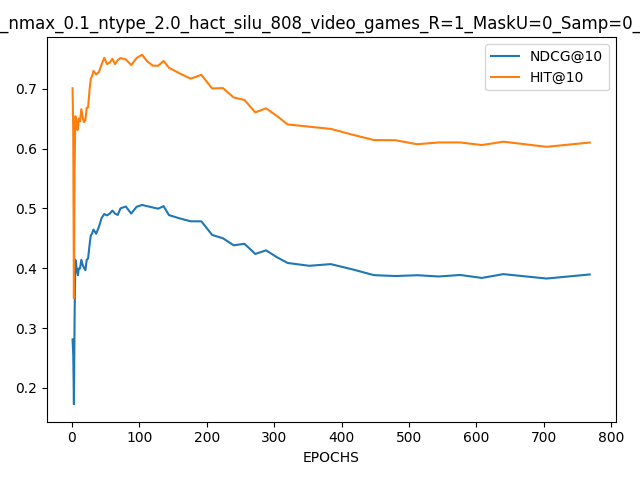 _nmax_0.1_ntype_2.0_hact_silu_808_video_games_R=1_MaskU=0_Samp=0_
NDCG@10
HIT@10
0.7
0.6
0.5
0.4
0.3
0.2
0 100 200 300 400 500 600 700 800
EPOCHS